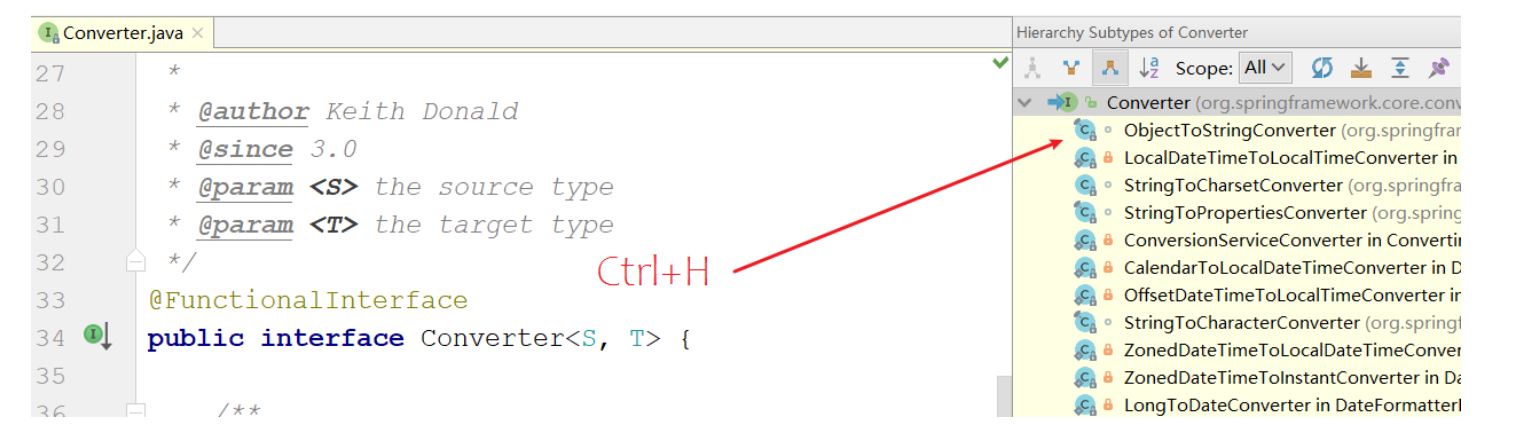 Converter.java
27 *
28 * @author Keith Donald
29 * @since 3.0
30 * @param <S> the source type
31 * @param <T> the target type
32 */
33 @FunctionalInterface
34 public interface Converter<S, T> {
35
36 /**
Ctrl+H
Hierarchy Subtypes of Converter
Scope: All
Converter (org.springframework.core.conv
ObjectToStringConverter (org.springfra
LocalDateTimeToLocalTimeConverter in
StringToCharsetConverter (org.springfra
StringToPropertiesConverter (org.spring
ConversionServiceConverter in Converti
CalendarToLocalDateTimeConverter in D
OffsetDateTimeToLocalTimeConverter in
StringToCharacterConverter (org.spring
ZonedDateTimeToLocalDateTimeConver
ZonedDateTimeToInstantConverter in Da
LongToDateConverter in DateFormatter